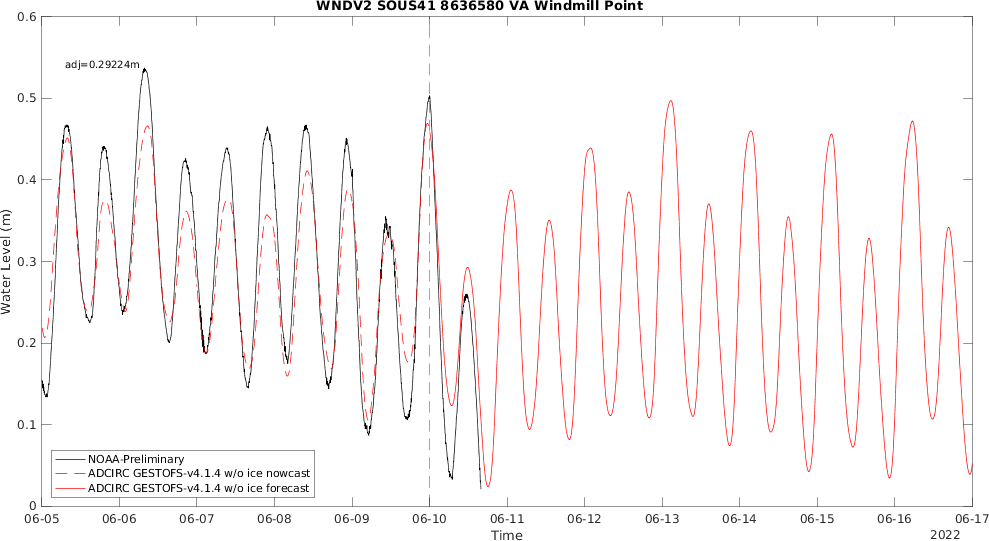 WNDV2 SOUS41 8636580 VA Windmill Point
0.6
0.5
0.4
0.3
0.2
0.1
0
Water Level (m)
adj=0.29224m
NOAA-Preliminary
ADCIRC GESTOFS-v4.1.4 w/o ice nowcast
ADCIRC GESTOFS-v4.1.4 w/o ice forecast
06-05 06-06 06-07 06-08 06-09 06-10 06-11 06-12 06-13 06-14 06-15 06-16 06-17
Time
2022